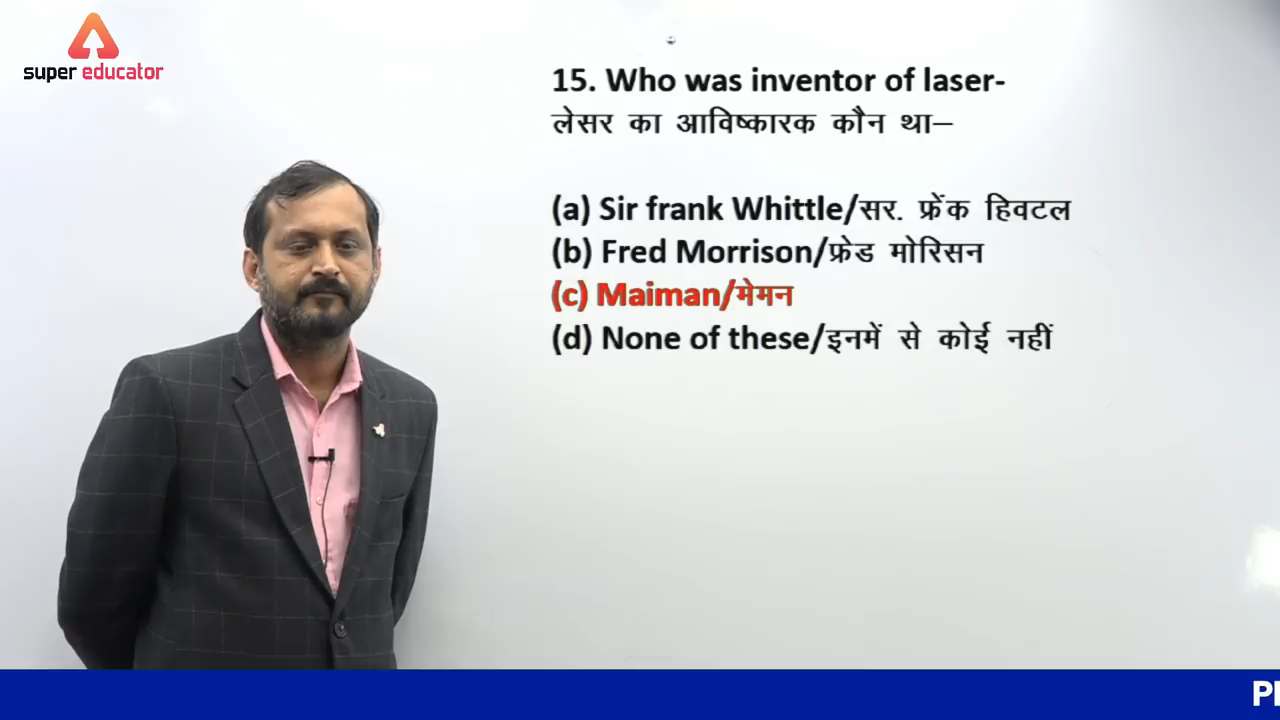 super educator
15. Who was inventor of laser-
लेसर का आविष्कारक कौन था–
(a) Sir frank Whittle/सर. फ्रेंक हिवटल
(b) Fred Morrison/फ्रेड मोरिसन
(c) Maiman/मेमन
(d) None of these/इनमें से कोई नहीं